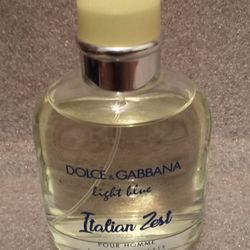 DOLCE & GABBANA
light blue
Italian Zest
POUR HOMME